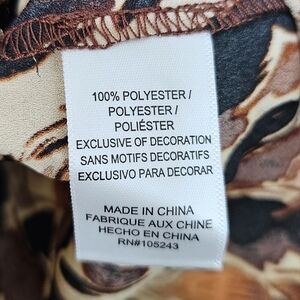 100% POLYESTER /
POLYESTER /
POLIÉSTER
EXCLUSIVE OF DECORATION
SANS MOTIFS DECORATIFS
EXCLUSIVO PARA DECORAR
MADE IN CHINA
FABRIQUE AUX CHINE
HECHO EN CHINA
RN#105243